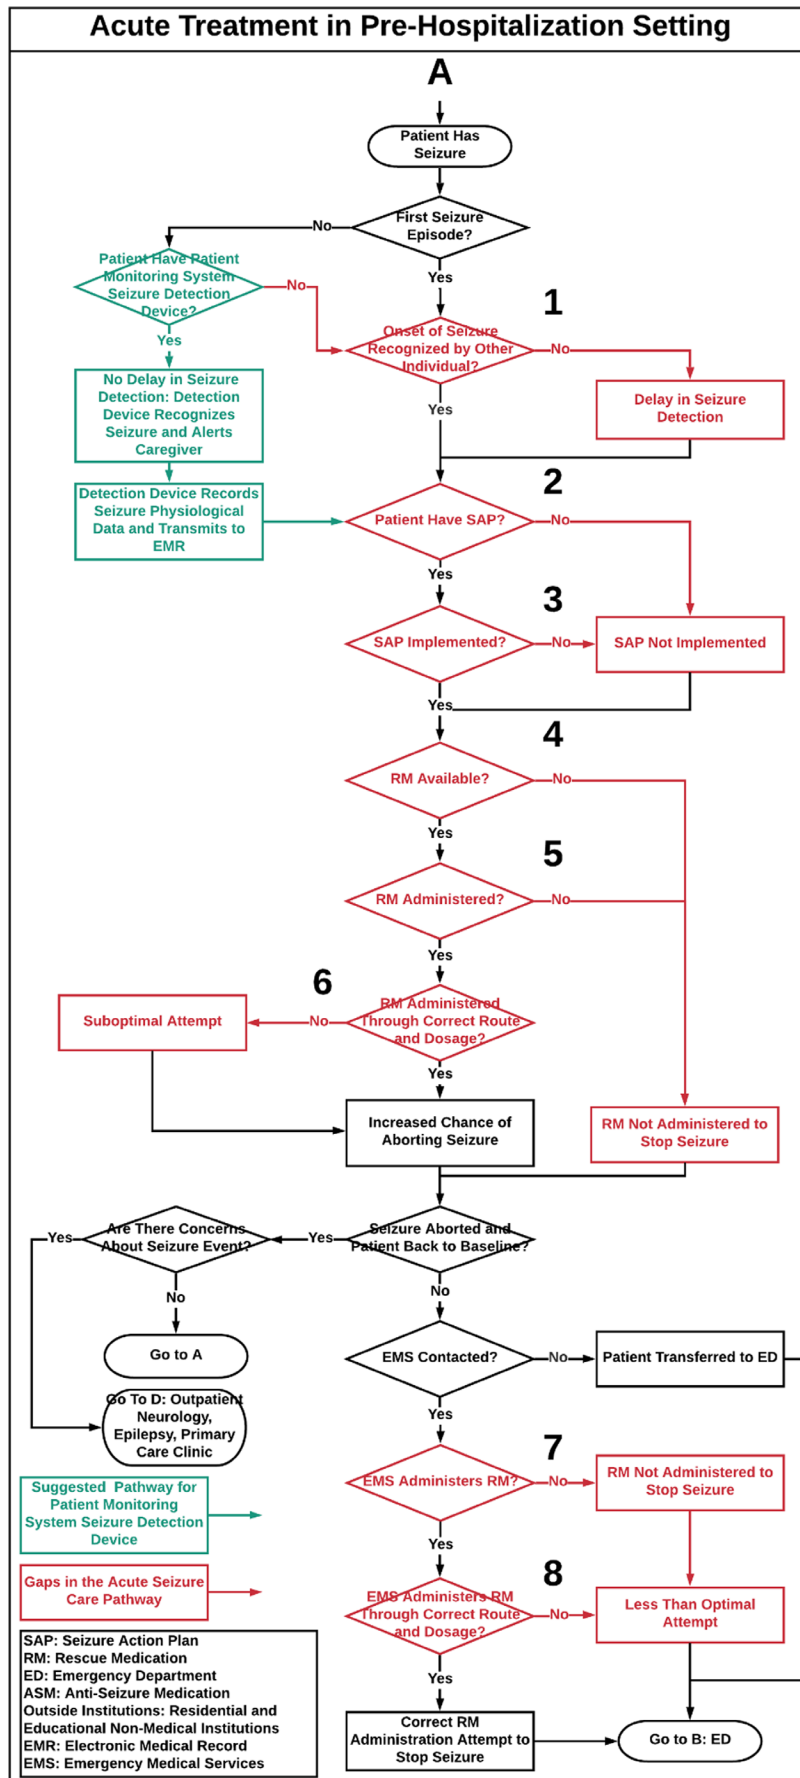 Acute Treatment in Pre-Hospitalization Setting
A
Patient Has
Seizure
First Seizure
Episode?
No
Yes
Patient Have Patient
Monitoring System
Seizure Detection
Device?
No
Yes
1
Onset of Seizure
Recognized by Other
Individual?
No
Yes
Delay in Seizure
Detection
No Delay in Seizure
Detection: Detection
Device Recognizes
Seizure and Alerts
Caregiver
Detection Device Records
Seizure Physiological
Data and Transmits to
EMR
2
Patient Have SAP?
No
Yes
3
SAP Implemented?
No
SAP Not Implemented
Yes
4
RM Available?
No
Yes
5
RM Administered?
No
Yes
6
RM Administered
Through Correct Route
and Dosage?
No
Suboptimal Attempt
Yes
Increased Chance of
Aborting Seizure
RM Not Administered to
Stop Seizure
Seizure Aborted and
Patient Back to Baseline?
Yes
Are There Concerns
About Seizure Event?
Yes
No
No
Go to A
Go To D: Outpatient
Neurology,
Epilepsy, Primary
Care Clinic
EMS Contacted?
No
Patient Transferred to ED
Yes
7
EMS Administers RM?
No
RM Not Administered to
Stop Seizure
Yes
8
EMS Administers RM
Through Correct Route
and Dosage?
No
Less Than Optimal
Attempt
Yes
Correct RM
Administration Attempt to
Stop Seizure
Go to B: ED
Suggested Pathway for
Patient Monitoring
System Seizure Detection
Device
Gaps in the Acute Seizure
Care Pathway
SAP: Seizure Action Plan
RM: Rescue Medication
ED: Emergency Department
ASM: Anti-Seizure Medication
Outside Institutions: Residential and
Educational Non-Medical Institutions
EMR: Electronic Medical Record
EMS: Emergency Medical Services